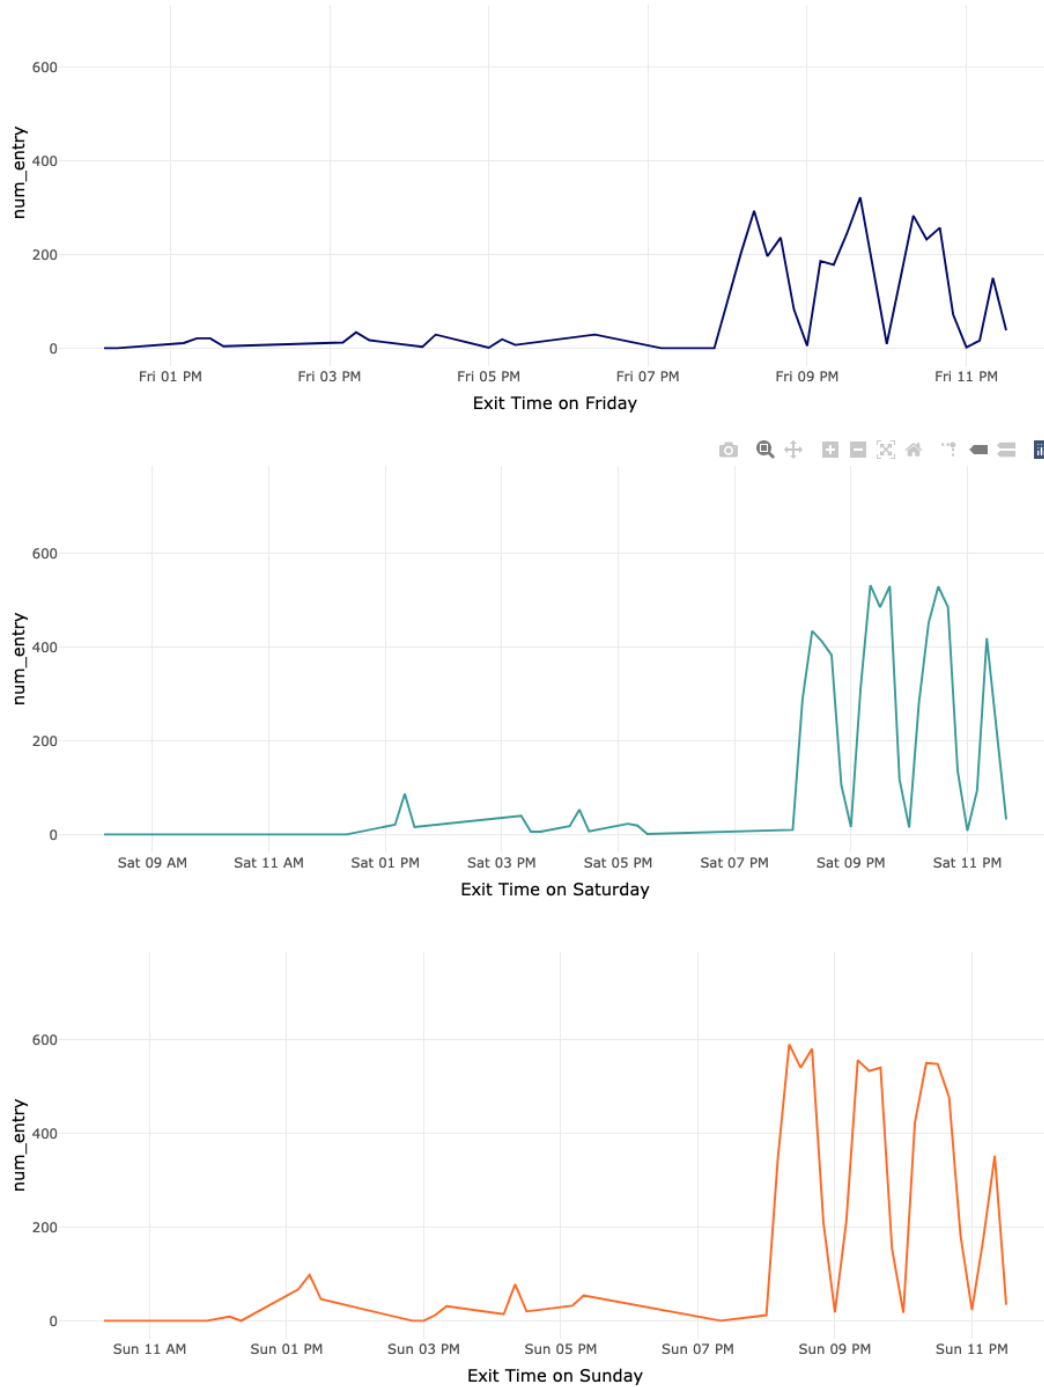 600
400
200
0
num_entry
Fri 01 PM Fri 03 PM Fri 05 PM Fri 07 PM Fri 09 PM Fri 11 PM
Exit Time on Friday
600
400
200
0
num_entry
Sat 09 AM Sat 11 AM Sat 01 PM Sat 03 PM Sat 05 PM Sat 07 PM Sat 09 PM Sat 11 PM
Exit Time on Saturday
600
400
200
0
num_entry
Sun 11 AM Sun 01 PM Sun 03 PM Sun 05 PM Sun 07 PM Sun 09 PM Sun 11 PM
Exit Time on Sunday